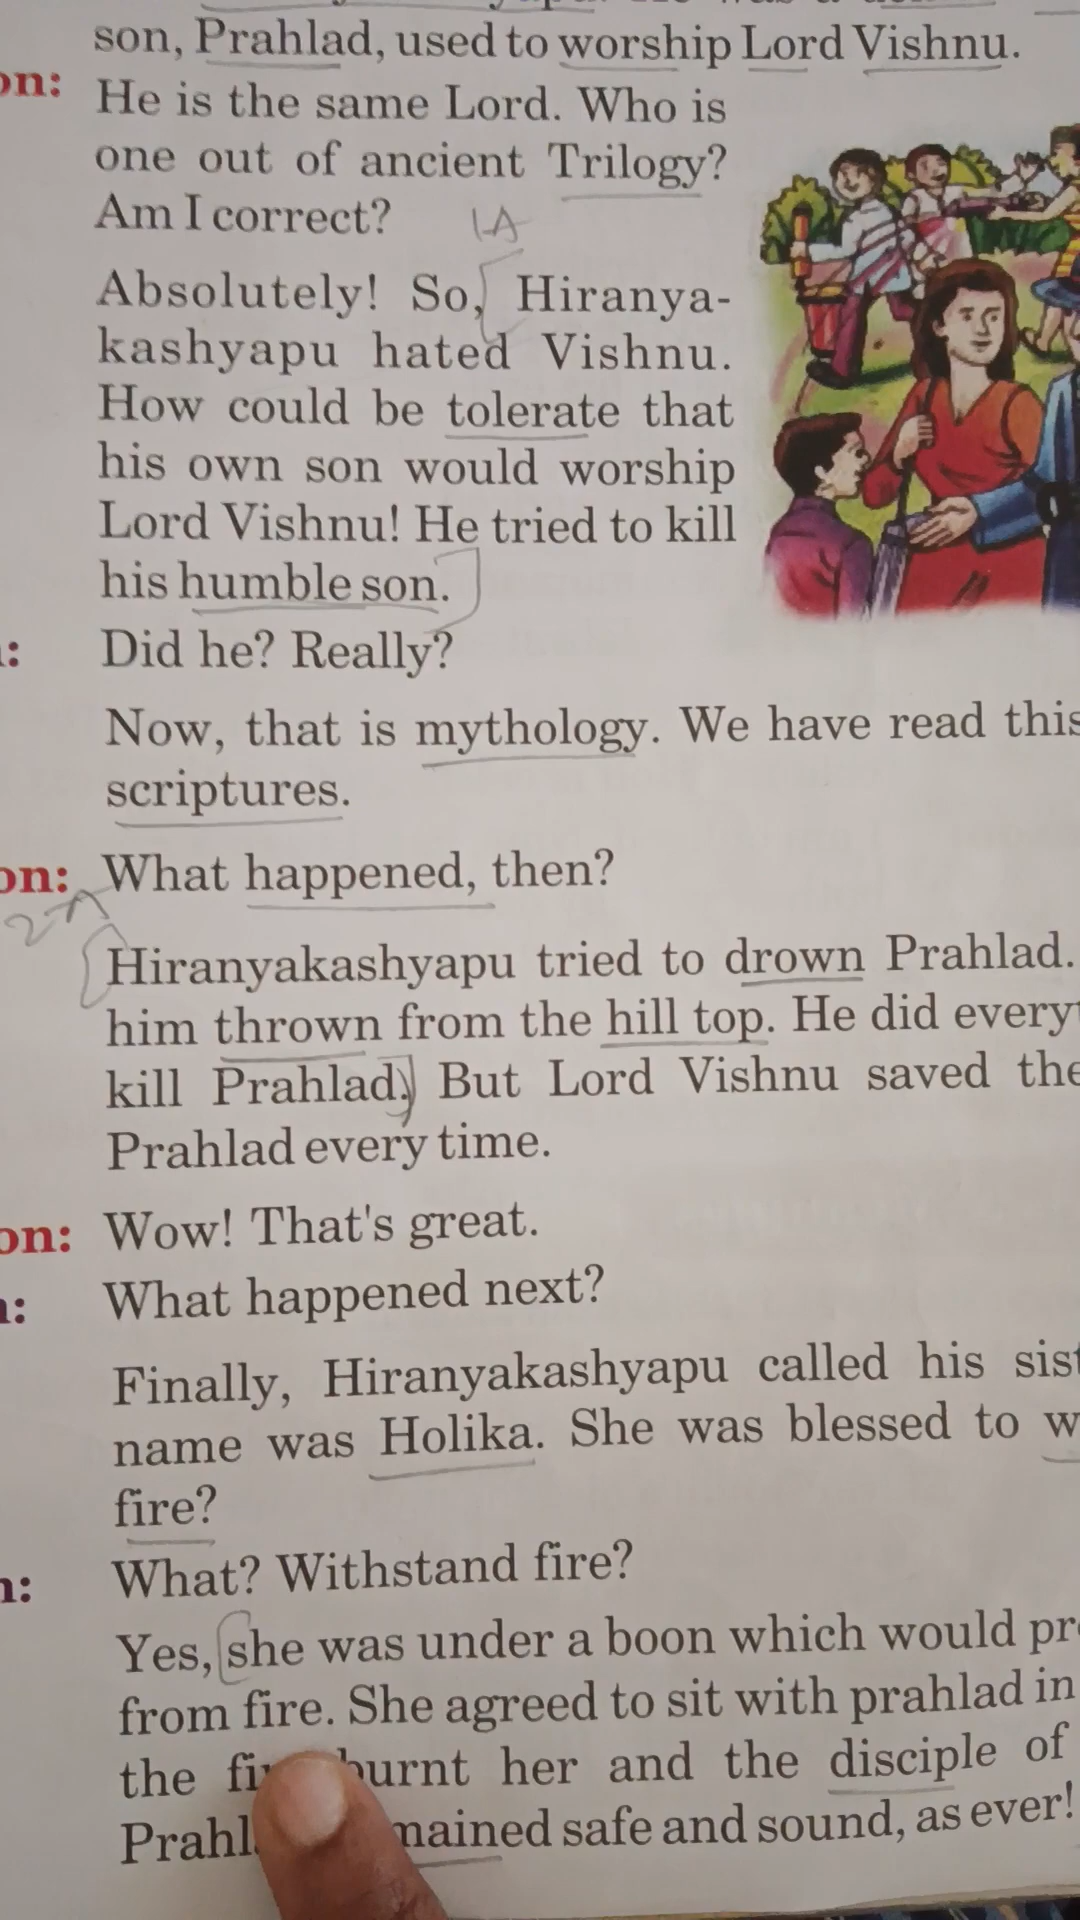 son, Prahlad, used to worship Lord Vishnu.
on: He is the same Lord. Who is
one out of ancient Trilogy?
Am I correct?
1A
Absolutely! So, Hiranya-
kashyapu hated Vishnu.
How could be tolerate that
his own son would worship
Lord Vishnu! He tried to kill
his humble son.
: Did he? Really?
Now, that is mythology. We have read this
scriptures.
on: What happened, then?
2A
Hiranyakashyapu tried to drown Prahlad.
him thrown from the hill top. He did every
kill Prahlad. But Lord Vishnu saved the
Prahlad every time.
on: Wow! That's great.
: What happened next?
Finally, Hiranyakashyapu called his sis
name was Holika. She was blessed to w
fire?
: What? Withstand fire?
Yes, she was under a boon which would pr
from fire. She agreed to sit with prahlad in
the burnt her and the disciple of
safe and sound, as ever!